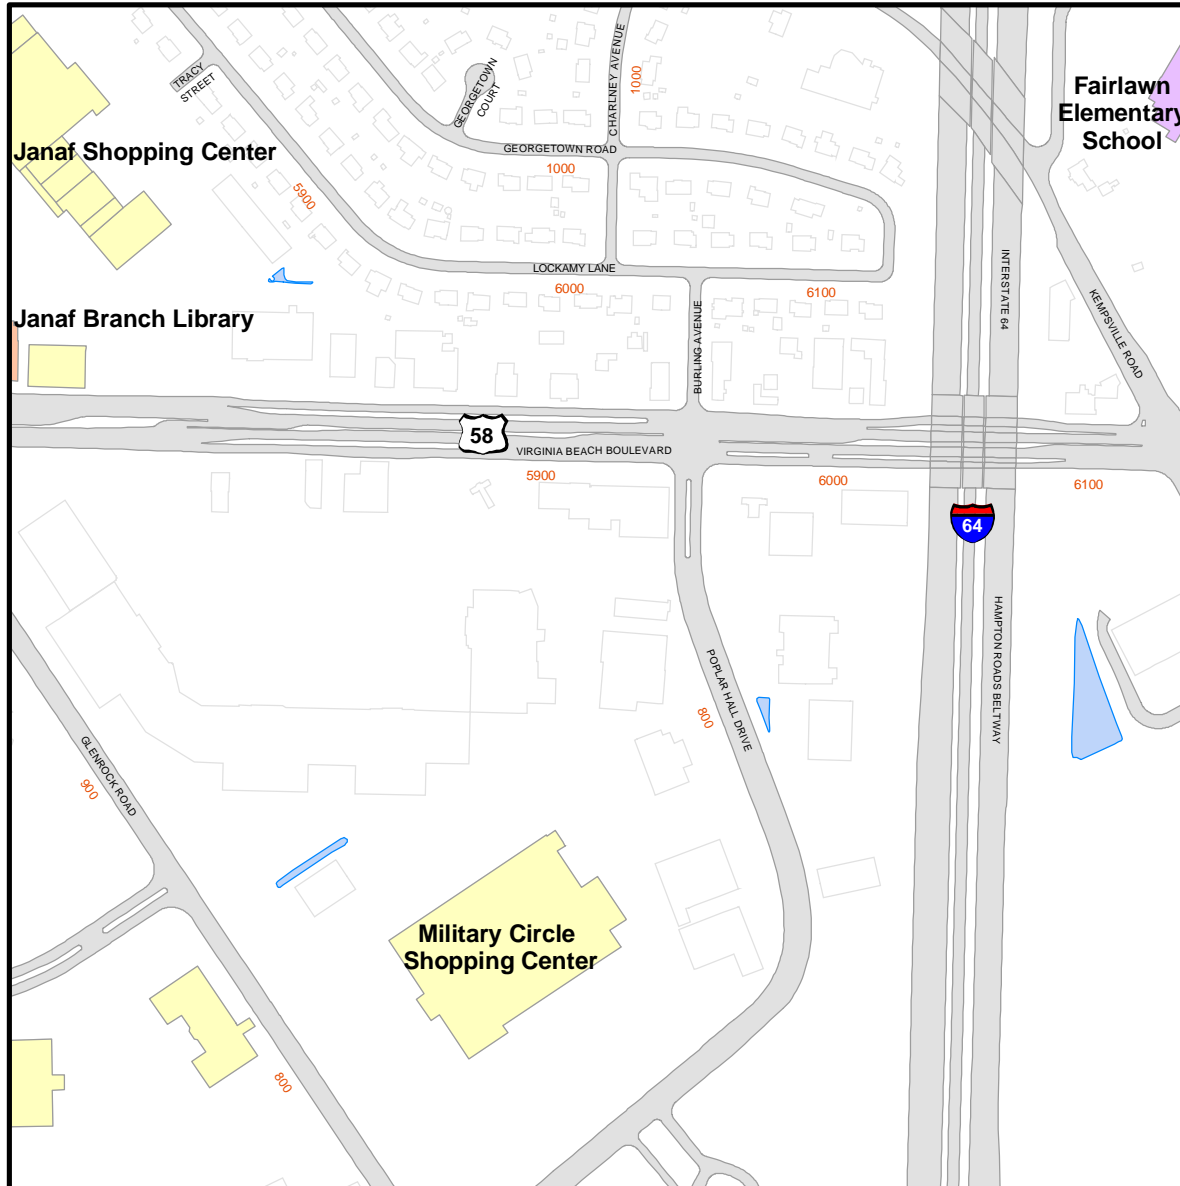 TRACY
STREET
GEORGETOWN
COURT
CHARLNEY AVENUE
1000
Fairlawn
Elementary
School
Janaf Shopping Center
GEORGETOWN ROAD
1000
5900
LOCKAMY LANE
6000
6100
INTERSTATE 64
KEMPSVILLE ROAD
Janaf Branch Library
BURLING AVENUE
58
VIRGINIA BEACH BOULEVARD
5900
6000
6100
64
HAMPTON ROADS BELTWAY
POPLAR HALL DRIVE
800
GLENROCK ROAD
900
Military Circle
Shopping Center
800